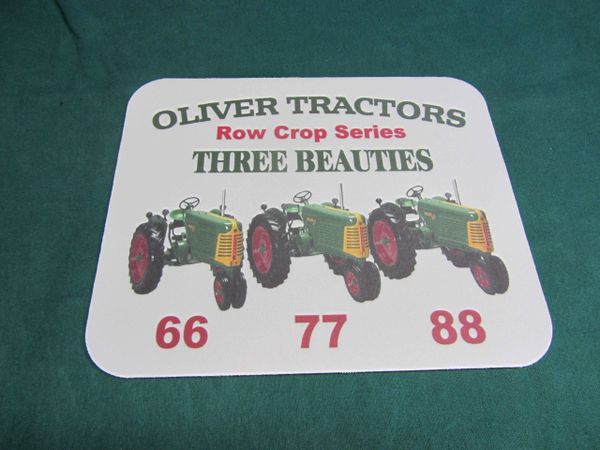 OLIVER TRACTORS
Row Crop Series
THREE BEAUTIES
66 77 88